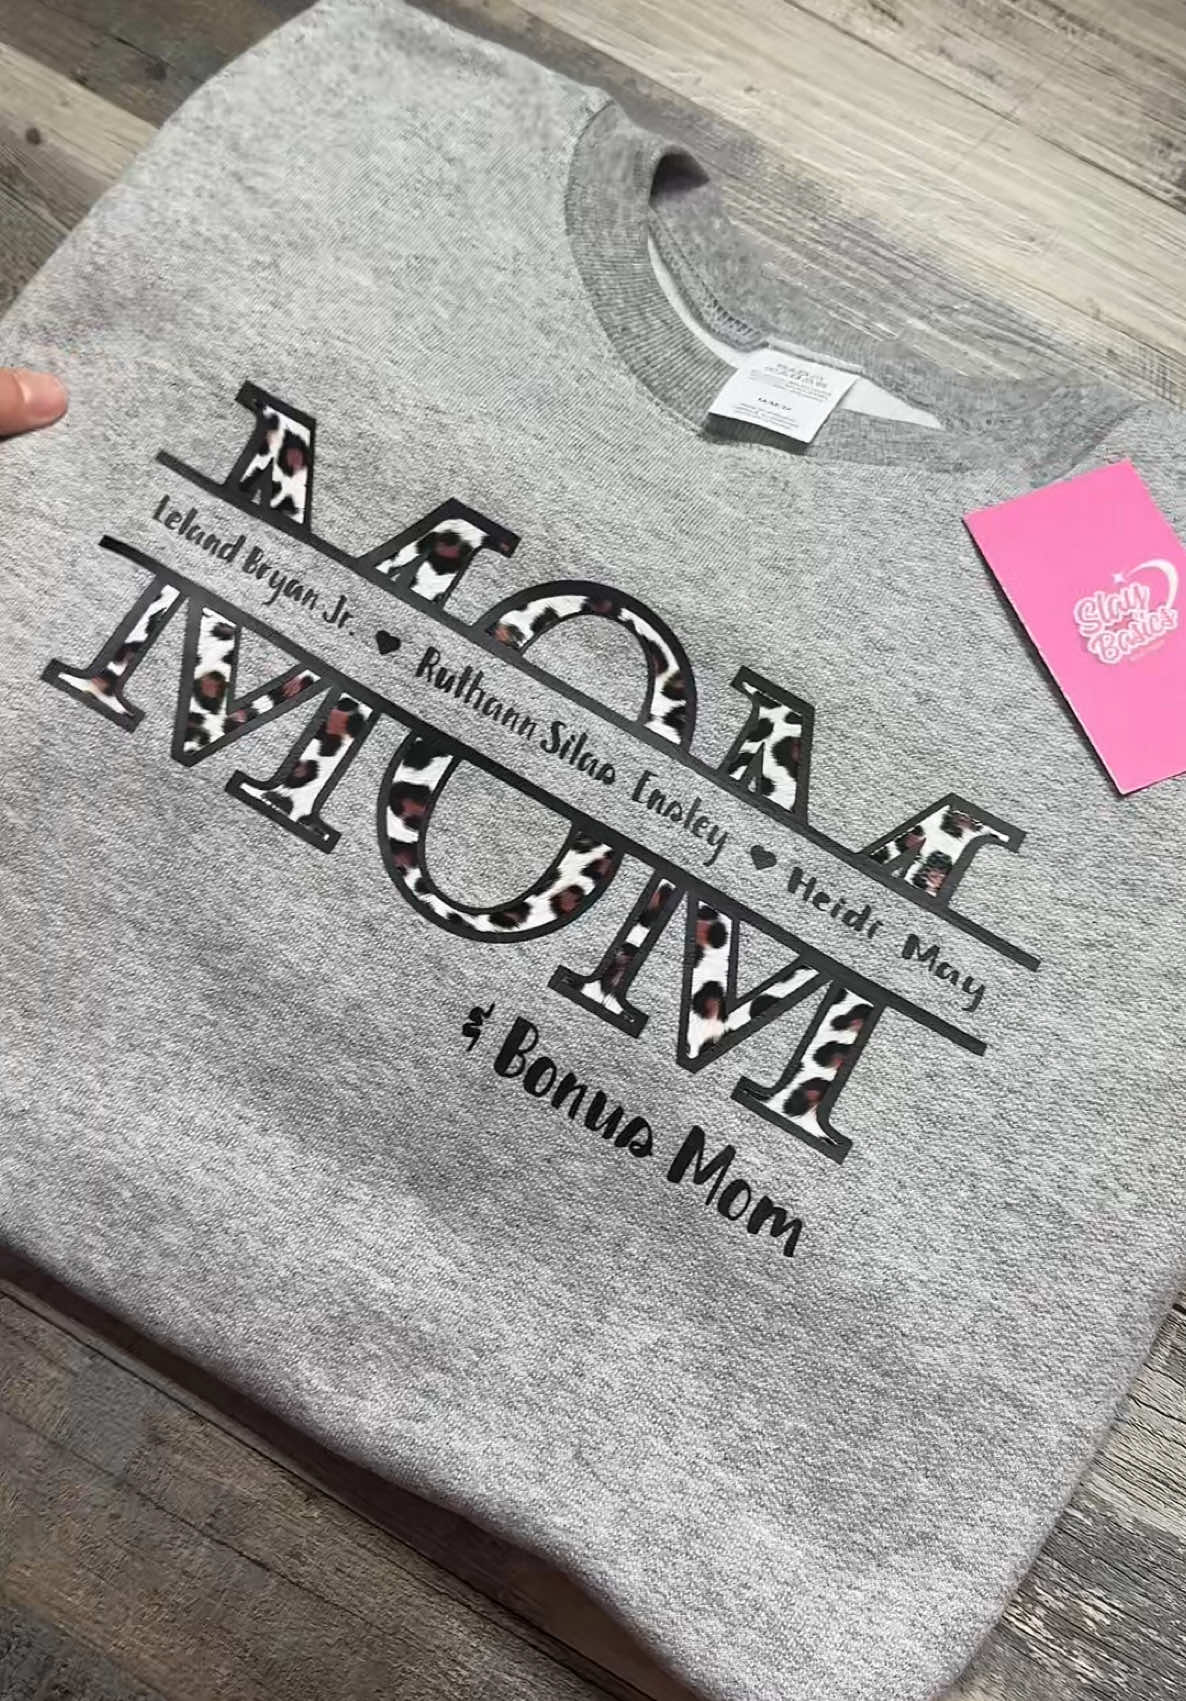 MOM
Leland Bryan Jr. ♥ Ruthann Silas Ensley ♥ Heidi May
& Bonus Mom
Slay
Basics